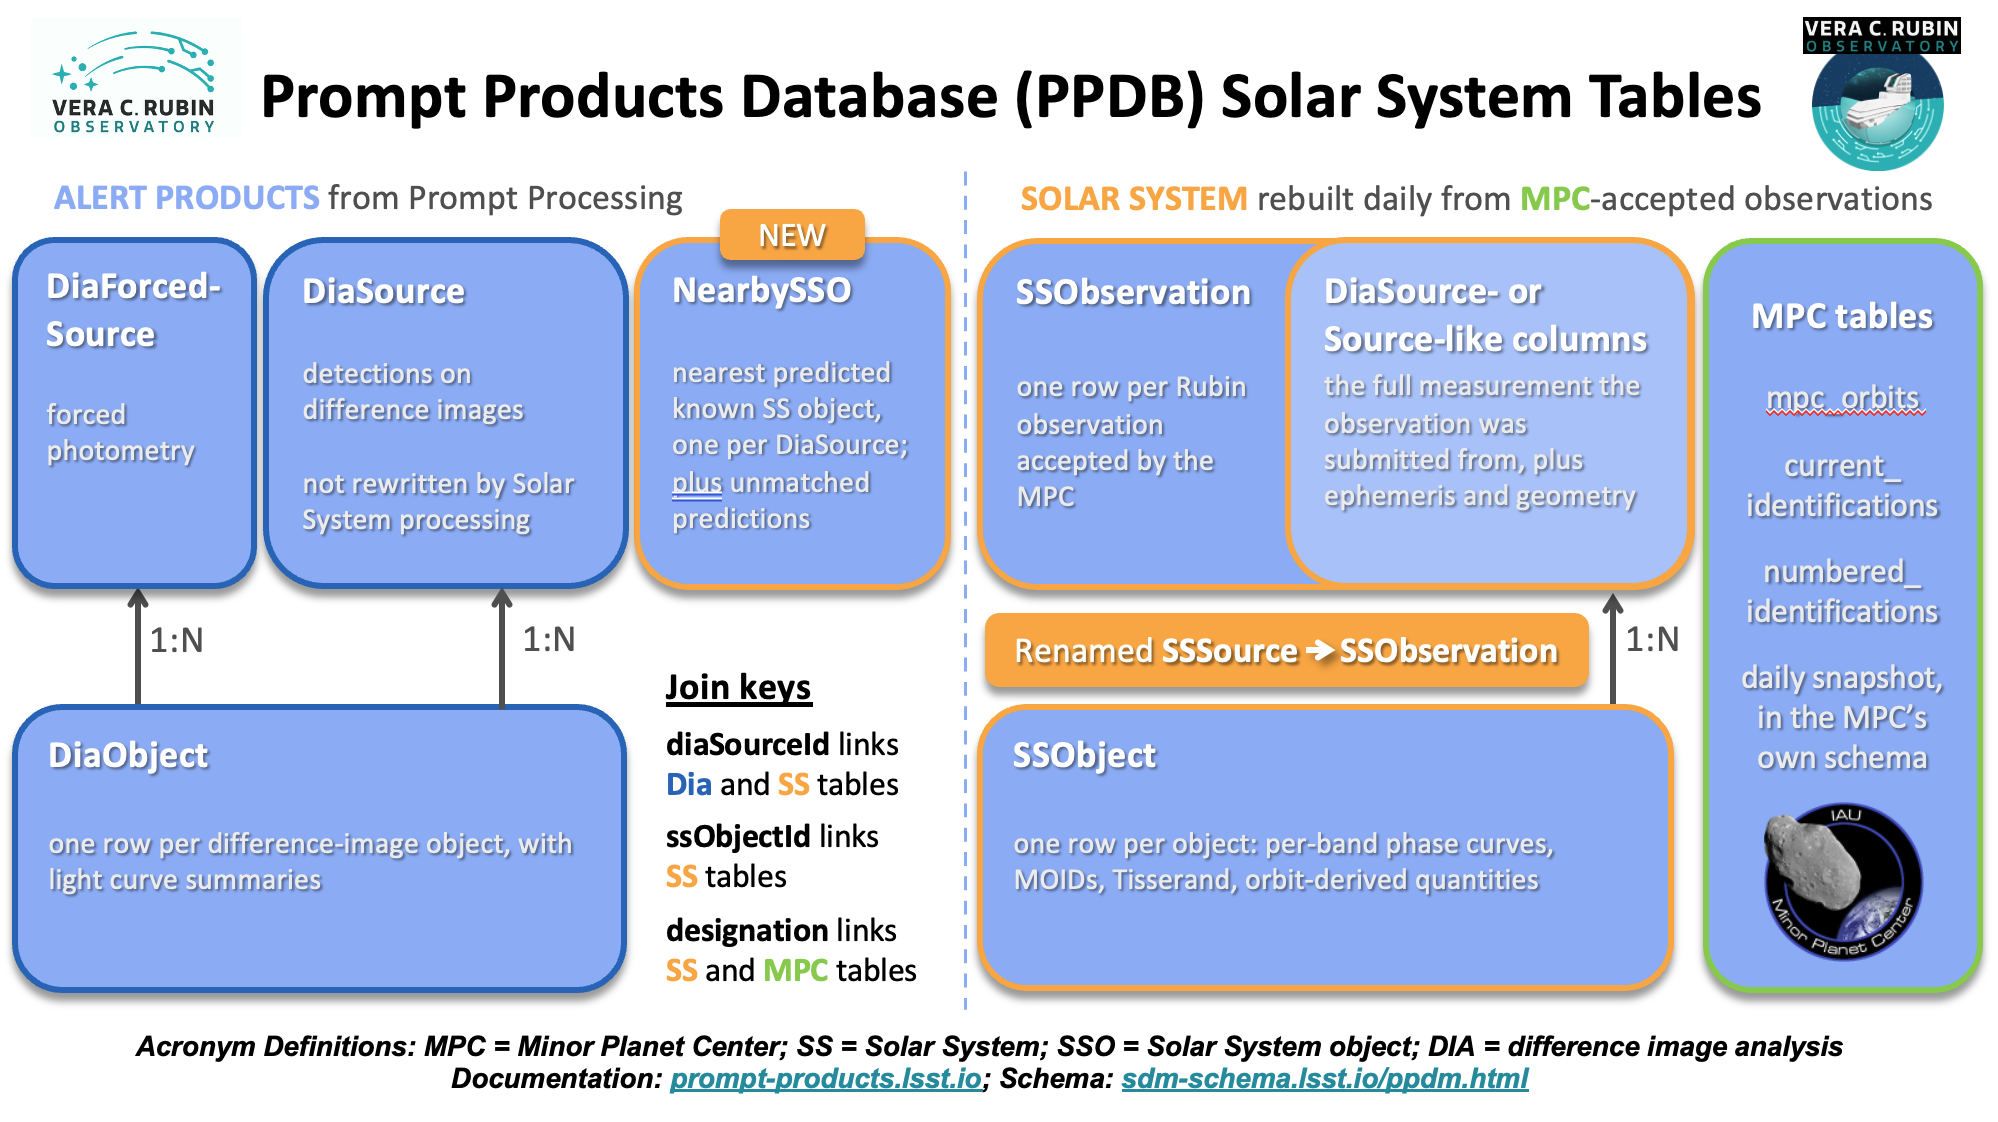 VERA C. RUBIN
OBSERVATORY
Prompt Products Database (PPDB) Solar System Tables
VERA C. RUBIN
OBSERVATORY
ALERT PRODUCTS from Prompt Processing
SOLAR SYSTEM rebuilt daily from MPC-accepted observations
DiaForced-
Source
forced
photometry
DiaSource
detections on
difference images
not rewritten by Solar
System processing
NEW
NearbySSO
nearest predicted
known SS object,
one per DiaSource;
plus unmatched
predictions
SSObservation
one row per Rubin
observation
accepted by the
MPC
DiaSource- or
Source-like columns
the full measurement the
observation was
submitted from, plus
ephemeris and geometry
MPC tables
mpc_orbits
current_
identifications
numbered_
identifications
daily snapshot,
in the MPC’s
own schema
IAU
Minor Planet Center
1:N
1:N
Renamed SSSource ➔ SSObservation
1:N
DiaObject
one row per difference-image object, with
light curve summaries
Join keys
diaSourceId links
Dia and SS tables
ssObjectId links
SS tables
designation links
SS and MPC tables
SSObject
one row per object: per-band phase curves,
MOIDs, Tisserand, orbit-derived quantities
Acronym Definitions: MPC = Minor Planet Center; SS = Solar System; SSO = Solar System object; DIA = difference image analysis
Documentation: prompt-products.lsst.io; Schema: sdm-schema.lsst.io/ppdm.html